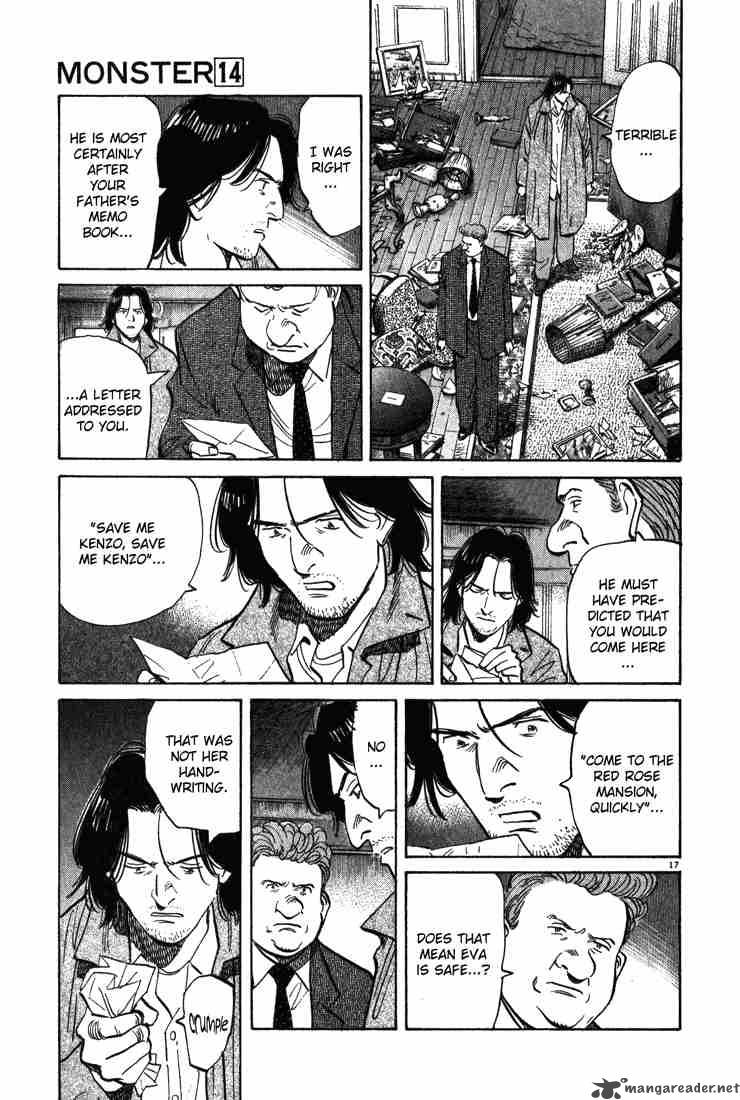 MONSTER 14
TERRIBLE
...
I WAS
RIGHT
...
HE IS MOST
CERTAINLY
AFTER
YOUR
FATHER'S
MEMO
BOOK...
...A LETTER
ADDRESSED
TO YOU.
HE MUST
HAVE PRE-
DICTED THAT
YOU WOULD
COME HERE
...
"SAVE ME
KENZO, SAVE
ME KENZO"...
"COME TO THE
RED ROSE
MANSION,
QUICKLY"...
17
DOES THAT
MEAN EVA
IS SAFE...?
NO
...
THAT WAS
NOT HER
HAND-
WRITING.
CRUMPLE
mangareader.net